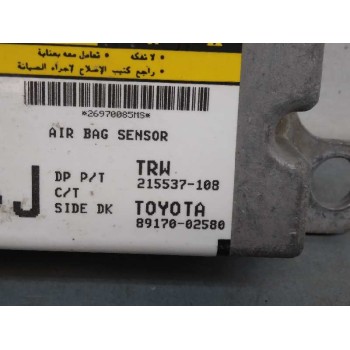 • لا تفكه • تعامل معه بعناية
• راجع كتيب الإصلاح لإجراء الصيانة
*26970085MS*
AIR BAG SENSOR
DP P/T TRW
C/T 215537-108
J SIDE DK TOYOTA
89170-02580